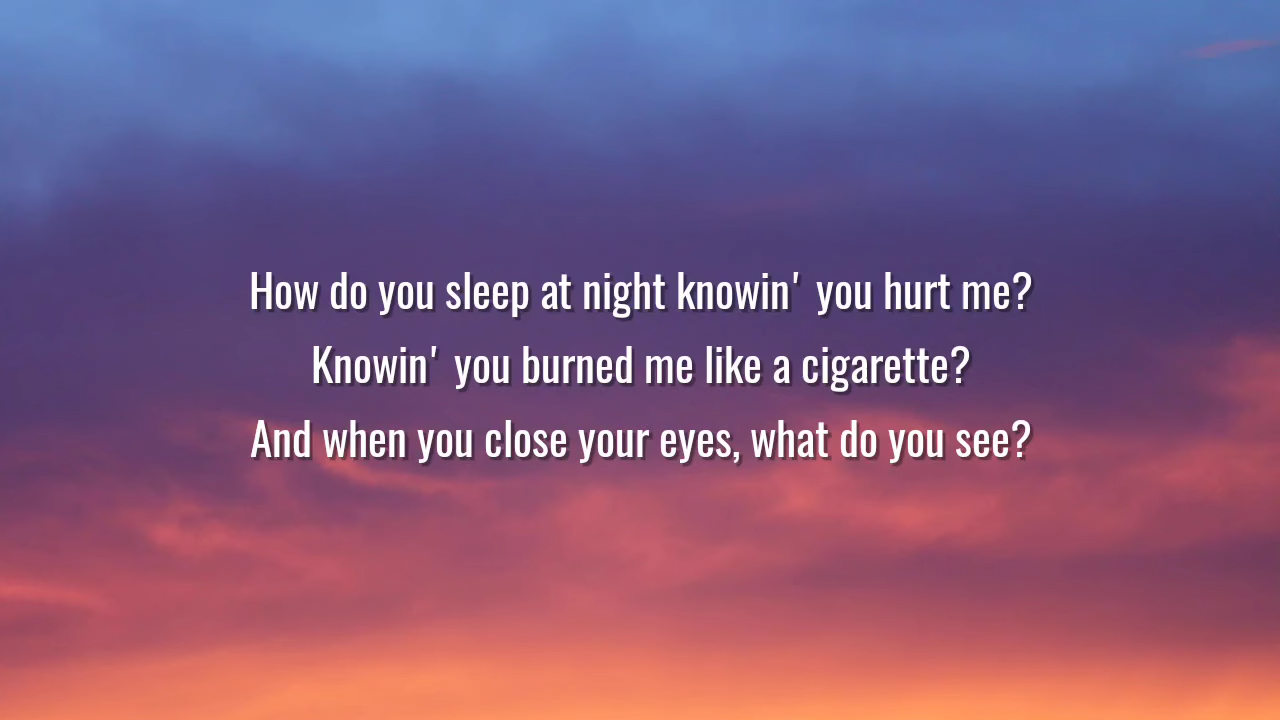 How do you sleep at night knowin' you hurt me?
Knowin' you burned me like a cigarette?
And when you close your eyes, what do you see?